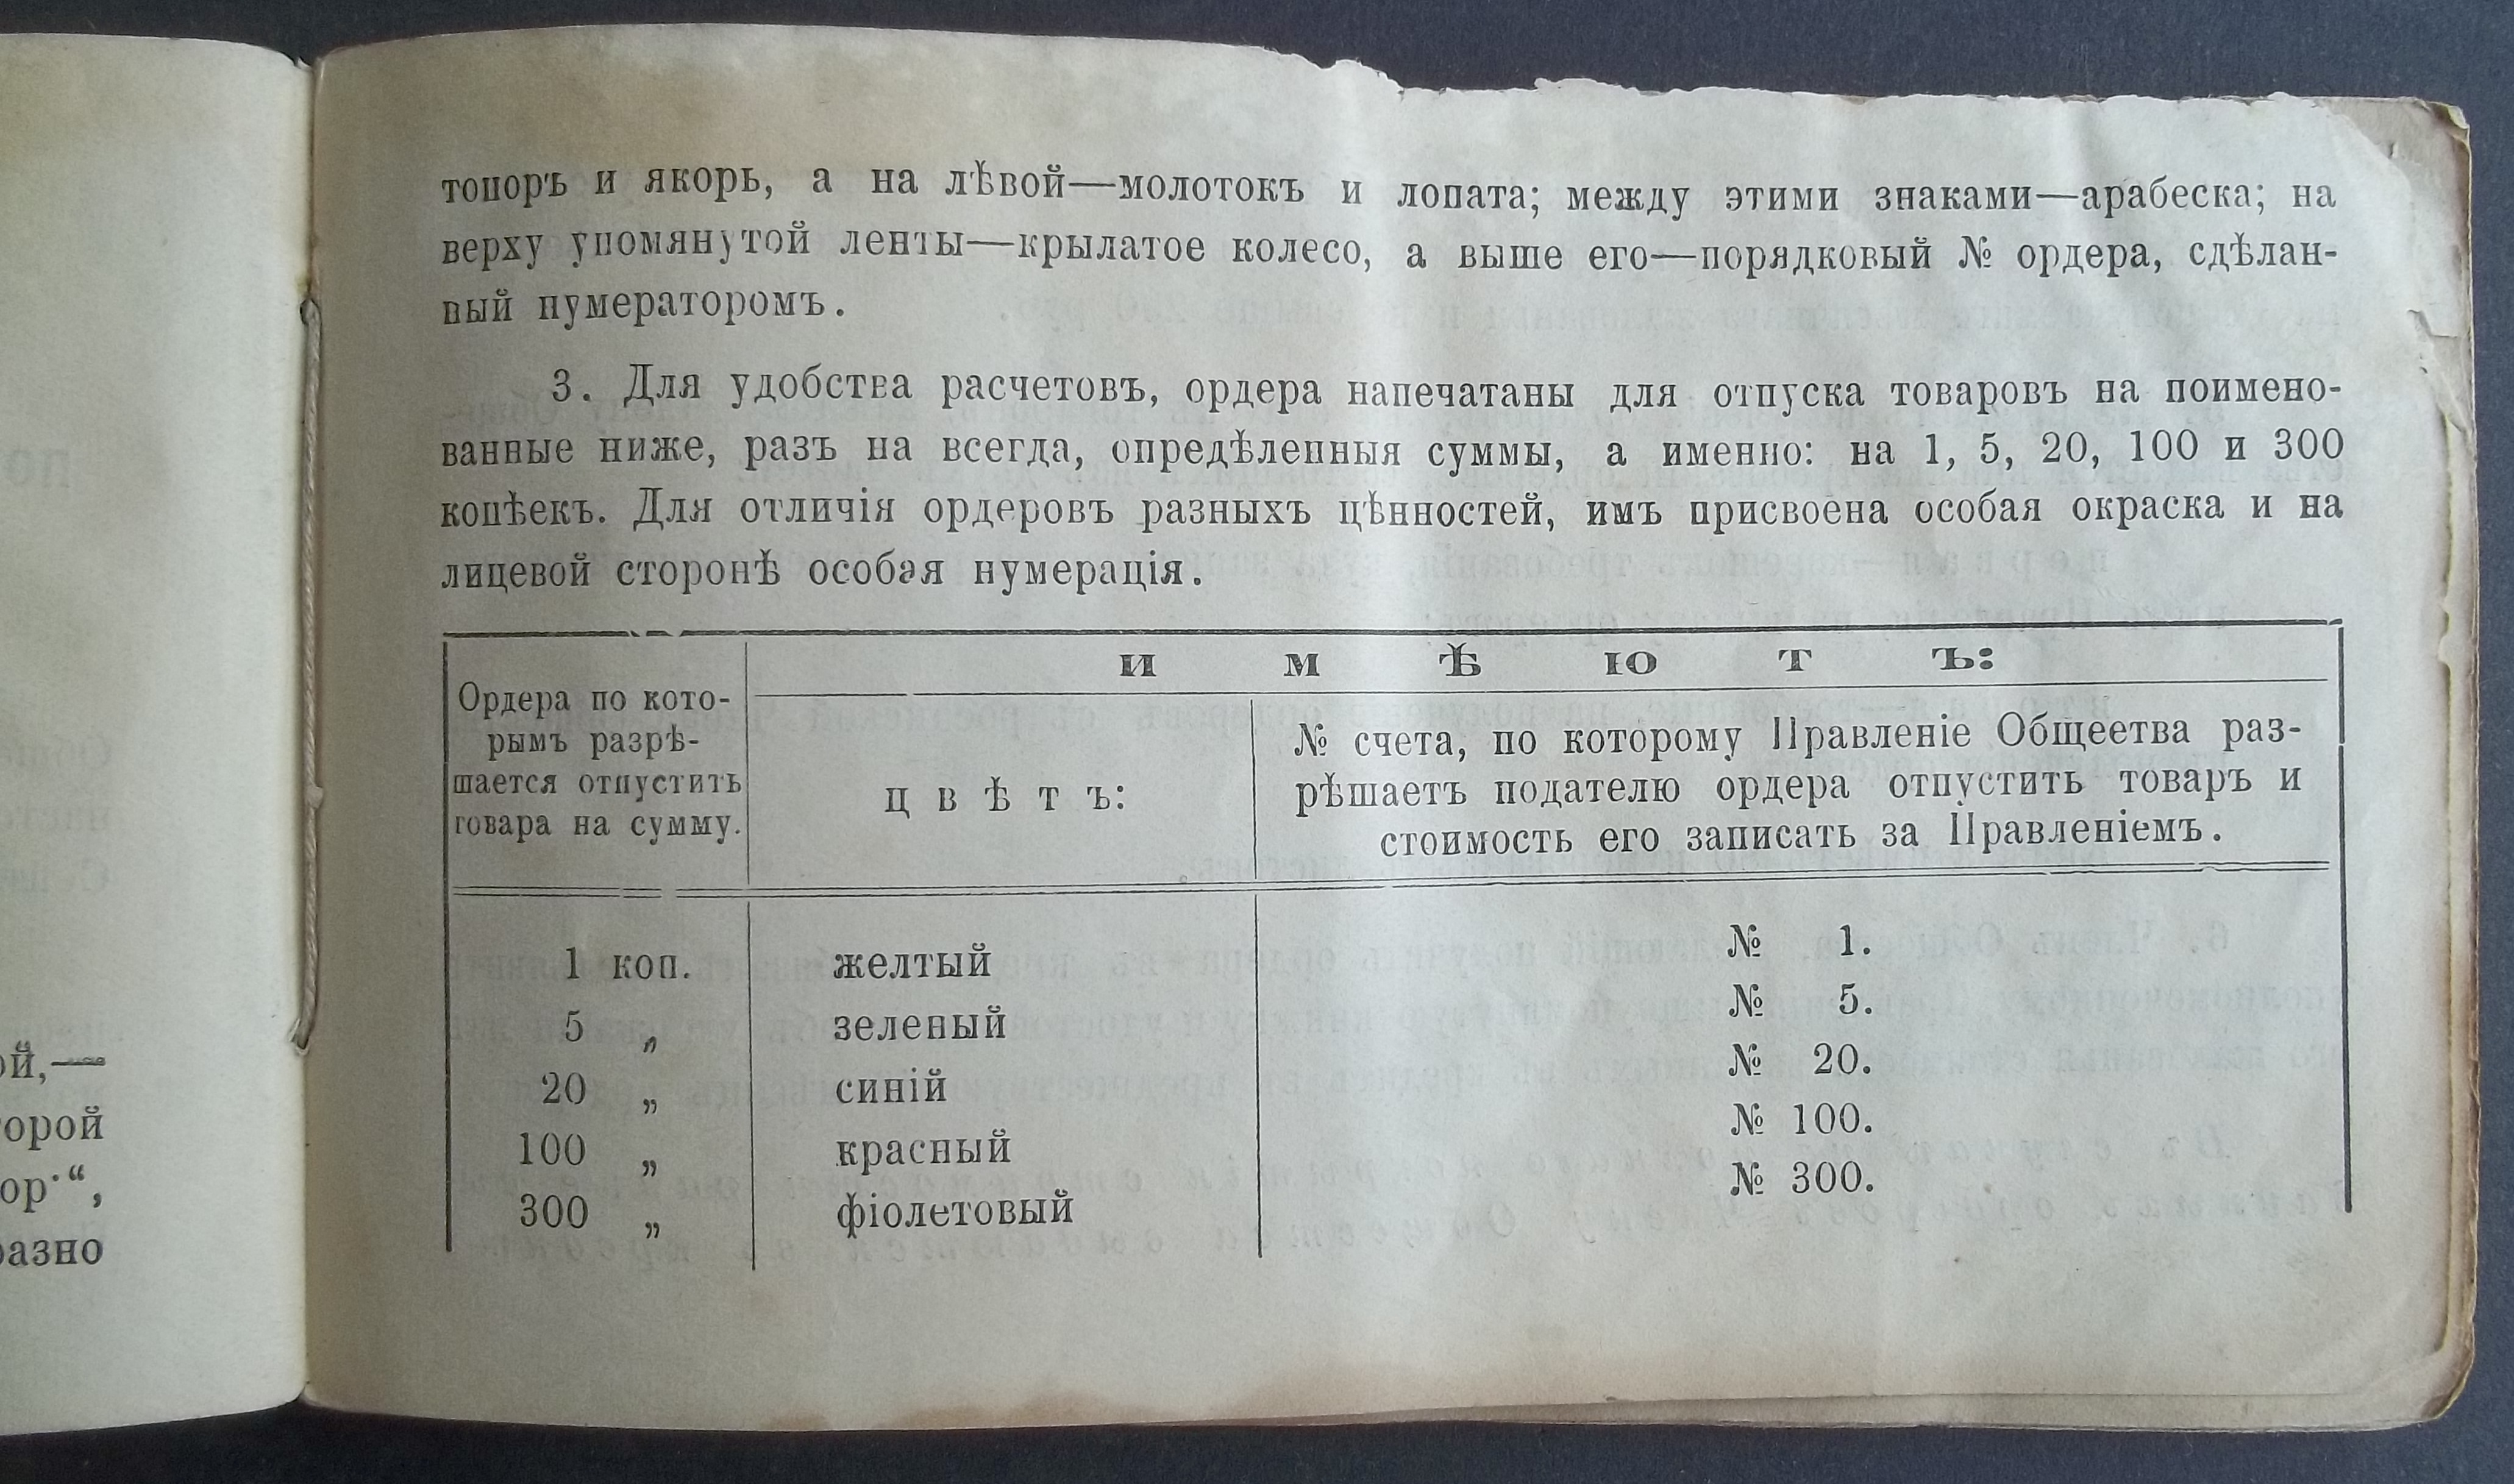 ой,—
орой
ор“,
разно
топоръ и якорь, а на лѣвой—молотокъ и лопата; между этими знаками—арабеска; на
верху упомянутой ленты—крылатое колесо, а выше его—порядковый № ордера, сдѣлан-
ный нумераторомъ.
3. Для удобства расчетовъ, ордера напечатаны для отпуска товаровъ на поимено-
ванные ниже, разъ на всегда, опредѣленныя суммы, а именно: на 1, 5, 20, 100 и 300
копѣекъ. Для отличія ордеровъ разныхъ цѣнностей, имъ присвоена особая окраска и на
лицевой сторонѣ особая нумерація.
Ордера по кото-
рымъ разрѣ-
шается отпустить
товара на сумму.
имѣютъ:
цвѣтъ:
№ счета, по которому Правленіе Общеетва раз-
рѣшаетъ подателю ордера отпустить товаръ и
стоимость его записать за Правленіемъ.
1 коп. желтый № 1.
5 „ зеленый № 5.
20 „ синій № 20.
100 „ красный № 100.
300 „ фіолетовый № 300.